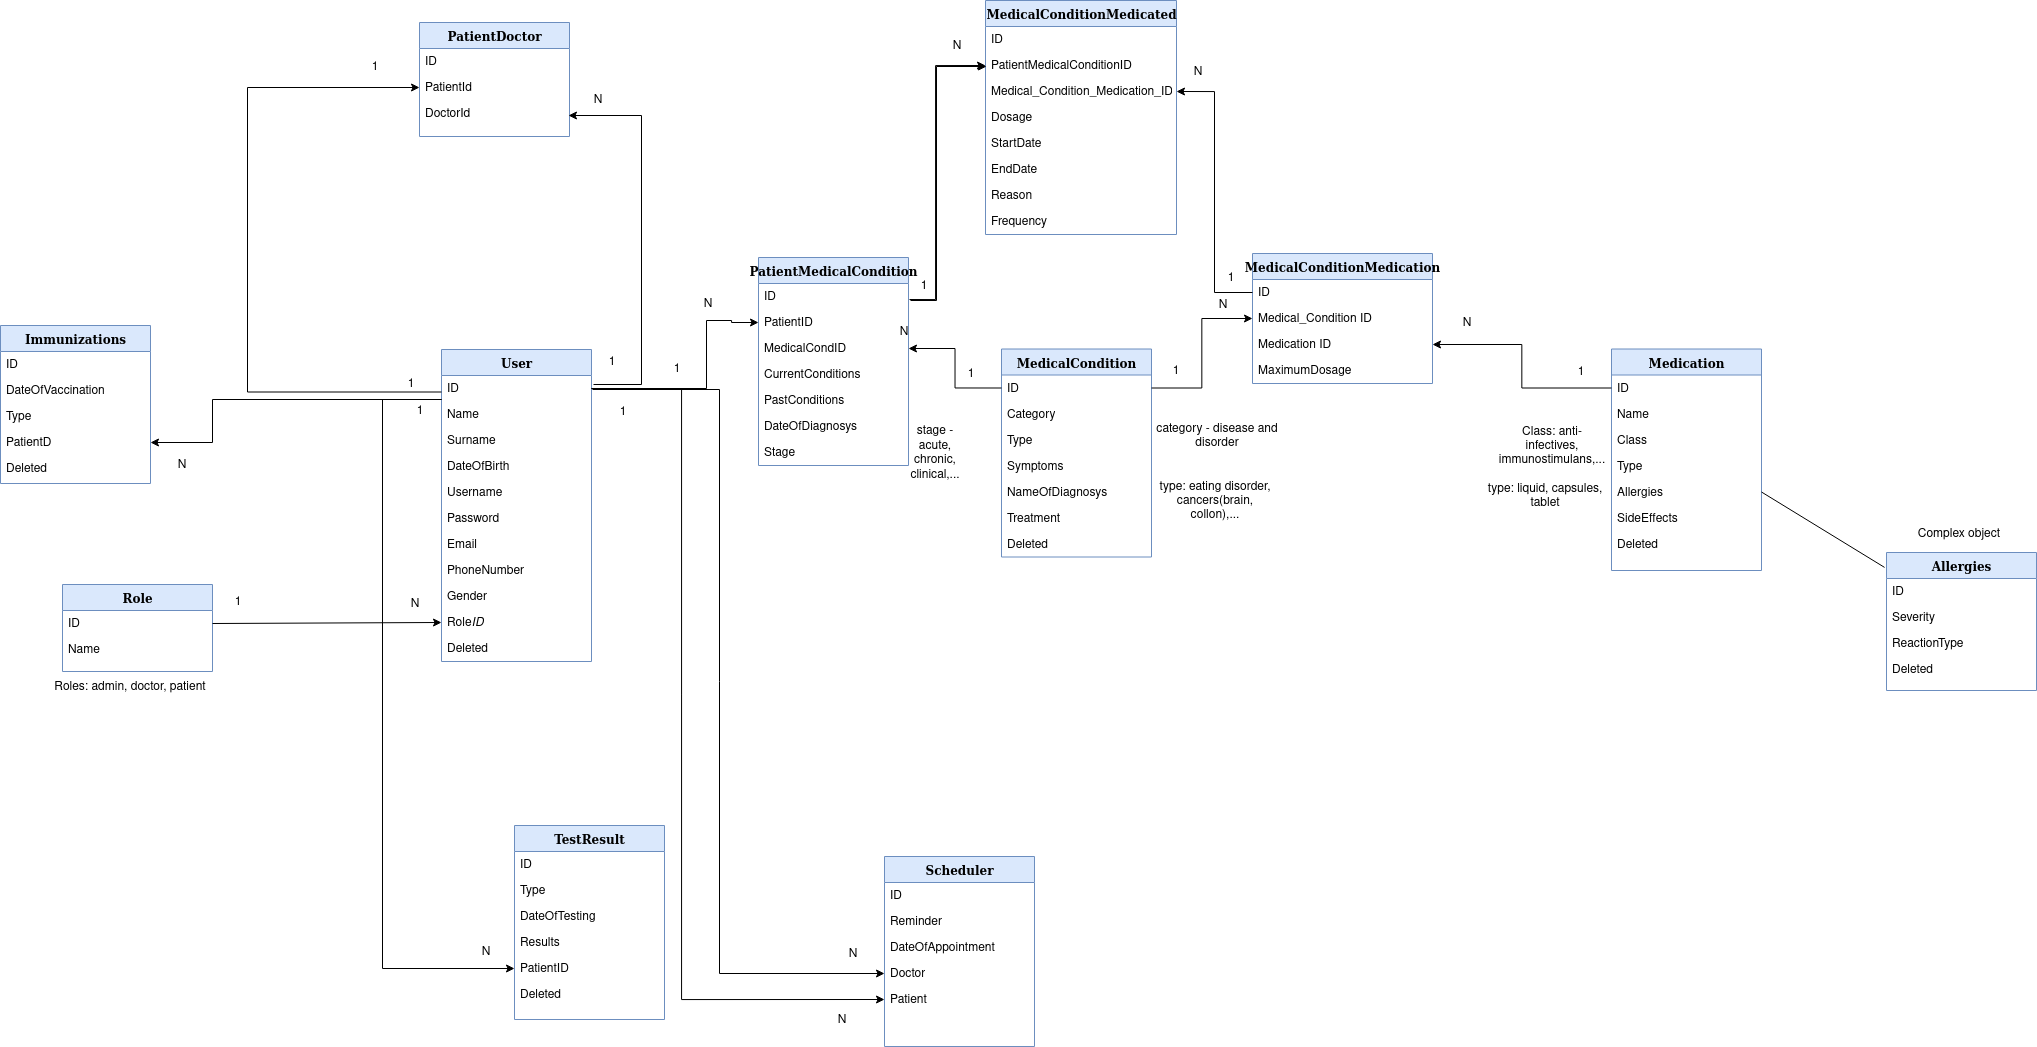 PatientDoctor
ID
PatientId
DoctorId
1
N
MedicalConditionMedicated
ID
PatientMedicalConditionID
Medical_Condition_Medication_ID
Dosage
StartDate
EndDate
Reason
Frequency
N
N
PatientMedicalCondition
ID
PatientID
MedicalCondID
CurrentConditions
PastConditions
DateOfDiagnosys
Stage
N
1
N
stage -
acute,
chronic,
clinical,...
MedicalConditionMedication
ID
Medical_Condition ID
Medication ID
MaximumDosage
1
N
N
Immunizations
ID
DateOfVaccination
Type
PatientD
Deleted
N
User
ID
Name
Surname
DateOfBirth
Username
Password
Email
PhoneNumber
Gender
RoleID
Deleted
1
1
1
1
1
N
MedicalCondition
ID
Category
Type
Symptoms
NameOfDiagnosys
Treatment
Deleted
1
1
category - disease and
disorder
type: eating disorder,
cancers(brain,
collon),...
Medication
ID
Name
Class
Type
Allergies
SideEffects
Deleted
1
Class: anti-
infectives,
immunostimulans,...
type: liquid, capsules,
tablet
Complex object
Allergies
ID
Severity
ReactionType
Deleted
Role
ID
Name
1
Roles: admin, doctor, patient
TestResult
ID
Type
DateOfTesting
Results
PatientID
Deleted
N
Scheduler
ID
Reminder
DateOfAppointment
Doctor
Patient
N
N